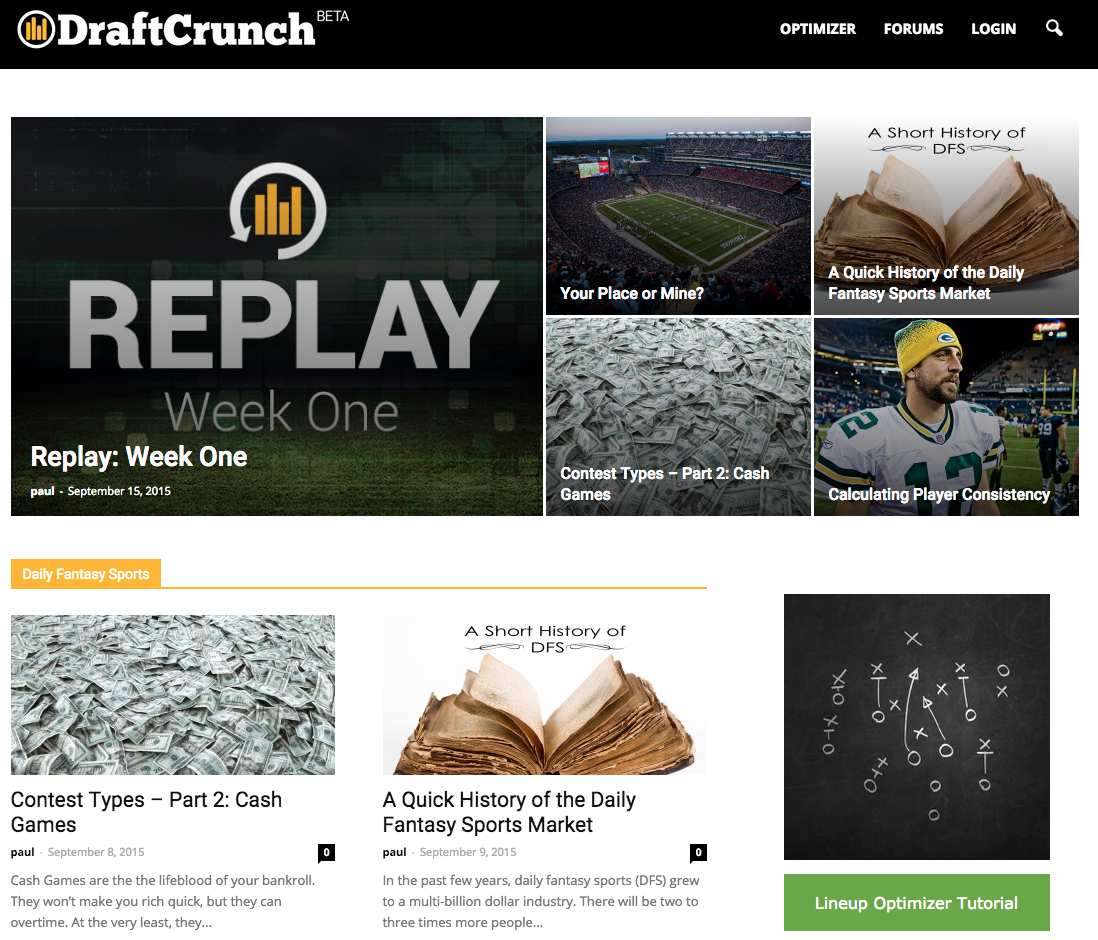 DraftCrunch BETA
OPTIMIZER FORUMS LOGIN
REPLAY
Week One
Replay: Week One
paul - September 15, 2015
Your Place or Mine?
A Short History of
DFS
A Quick History of the Daily
Fantasy Sports Market
Contest Types – Part 2: Cash
Games
12
Calculating Player Consistency
Daily Fantasy Sports
Contest Types – Part 2: Cash
Games
paul - September 8, 2015 0
Cash Games are the the lifeblood of your bankroll.
They won't make you rich quick, but they can
overtime. At the very least, they...
A Short History of
DFS
A Quick History of the Daily
Fantasy Sports Market
paul - September 9, 2015 0
In the past few years, daily fantasy sports (DFS) grew
to a multi-billion dollar industry. There will be two to
three times more people...
Lineup Optimizer Tutorial